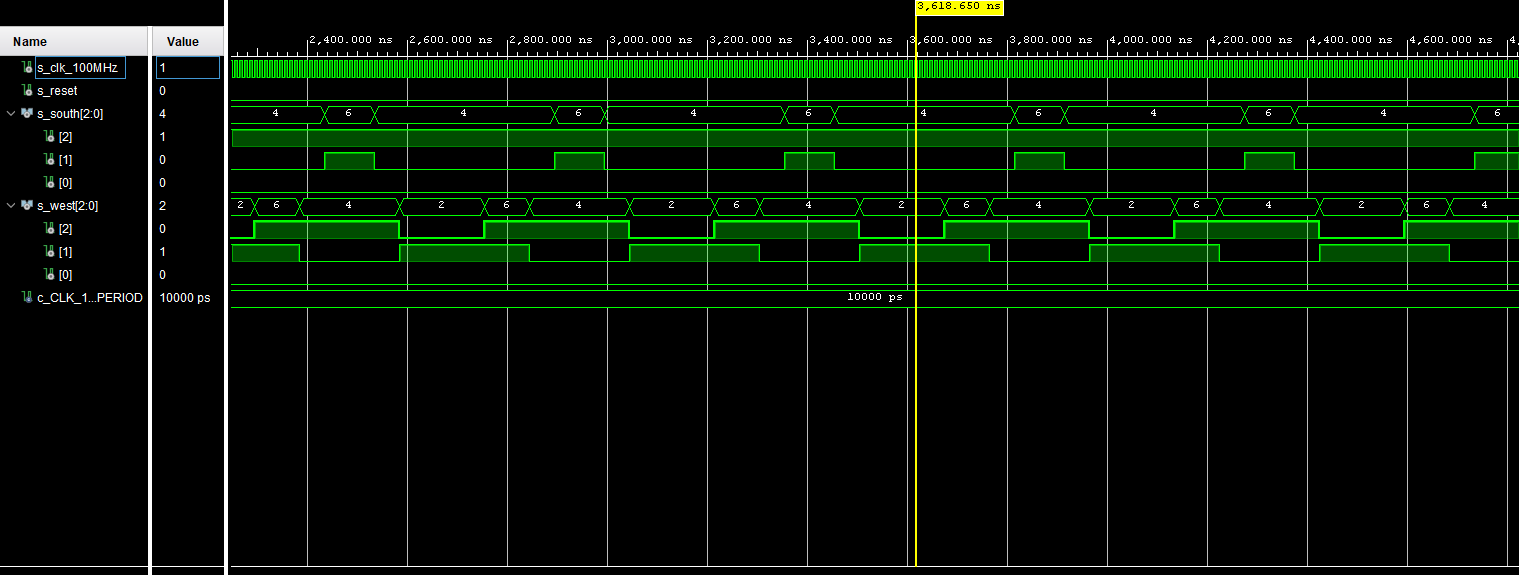 3,618.650 ns
Name Value
2,400.000 ns 2,600.000 ns 2,800.000 ns 3,000.000 ns 3,200.000 ns 3,400.000 ns 3,600.000 ns 3,800.000 ns 4,000.000 ns 4,200.000 ns 4,400.000 ns 4,600.000 ns 4,
s_clk_100MHz 1
s_reset 0
s_south[2:0] 4 4 6 4 6 4 6 4 6 4 6 4 6
[2] 1
[1] 0
[0] 0
s_west[2:0] 2 2 6 4 2 6 4 2 6 4 2 6 4 2 6 4 2 6 4
[2] 0
[1] 1
[0] 0
c_CLK_1...PERIOD 10000 ps 10000 ps